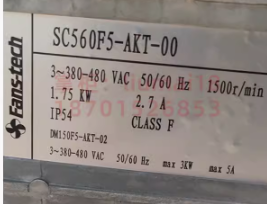 Fans-tech
SC560F5-AKT-00
3~380-480 VAC 50/60 Hz 1500r/min
1.75 KW 2.7 A
IP54 CLASS F
DM150F5-AKT-02
3~380-480 VAC 50/60 Hz max 3KW max 5A